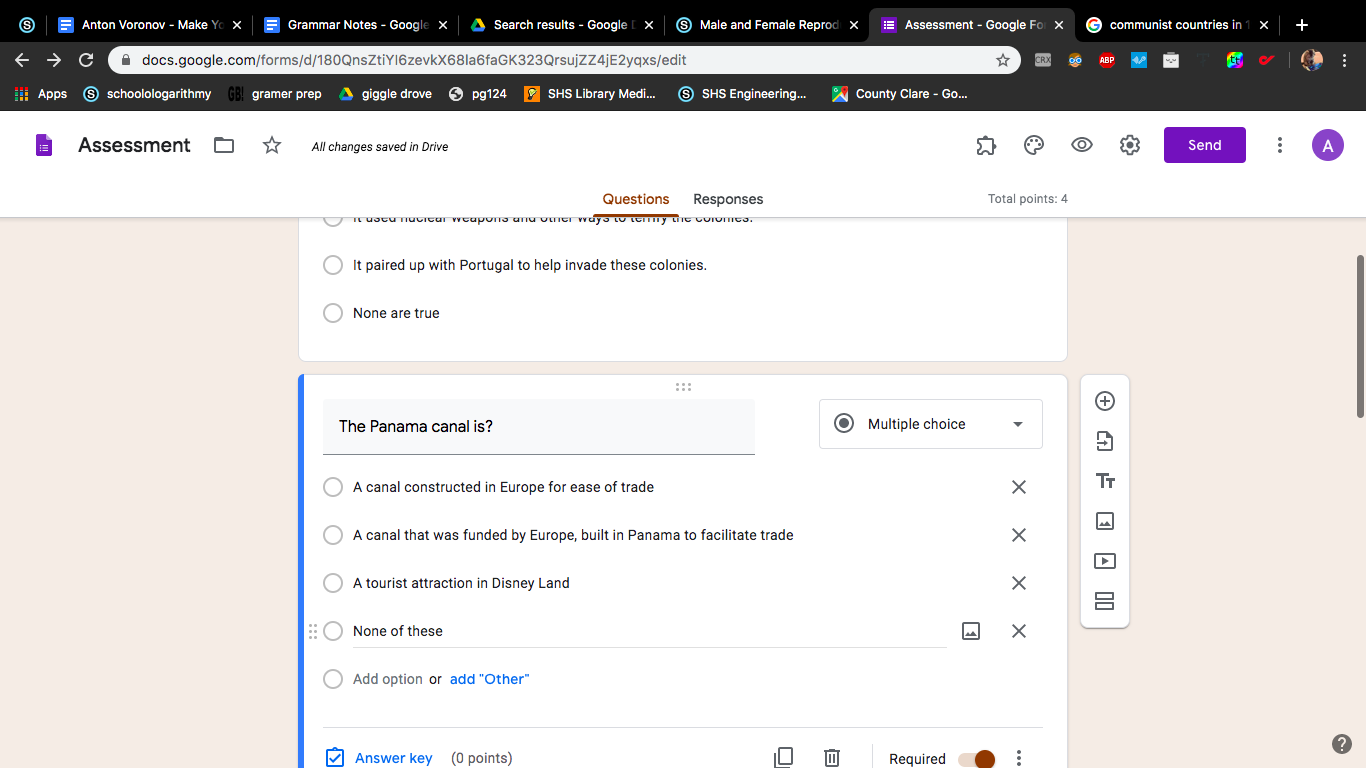 Anton Voronov - Make Yo
Grammar Notes - Google
Search results - Google D
Male and Female Reprod
Assessment - Google Fo
communist countries in 1
docs.google.com/forms/d/180QnsZtiYI6zevkX68Ia6faGK323QrsujZZ4jE2yqxs/edit
CRX
ABP
Apps
schoolologarithmy
GB!
gramer prep
giggle drove
pg124
SHS Library Medi...
SHS Engineering...
County Clare - Go...
Assessment
All changes saved in Drive
Send
A
Questions
Responses
Total points: 4
It used nuclear weapons and other ways to terrify the colonies.
It paired up with Portugal to help invade these colonies.
None are true
The Panama canal is?
Multiple choice
A canal constructed in Europe for ease of trade
A canal that was funded by Europe, built in Panama to facilitate trade
A tourist attraction in Disney Land
None of these
Add option or add "Other"
Answer key (0 points)
Required